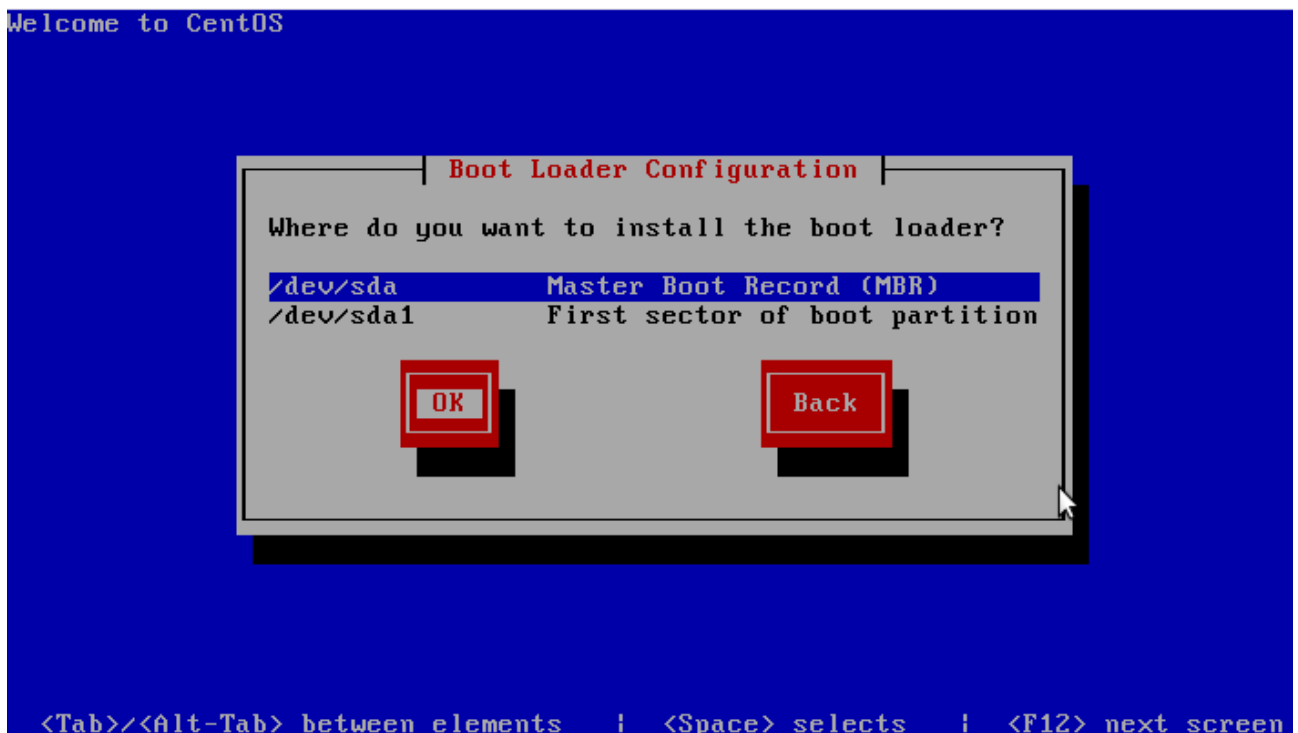 Welcome to CentOS
Boot Loader Configuration
Where do you want to install the boot loader?
/dev/sda Master Boot Record (MBR)
/dev/sda1 First sector of boot partition
OK Back
<Tab>/<Alt-Tab> between elements | <Space> selects | <F12> next screen